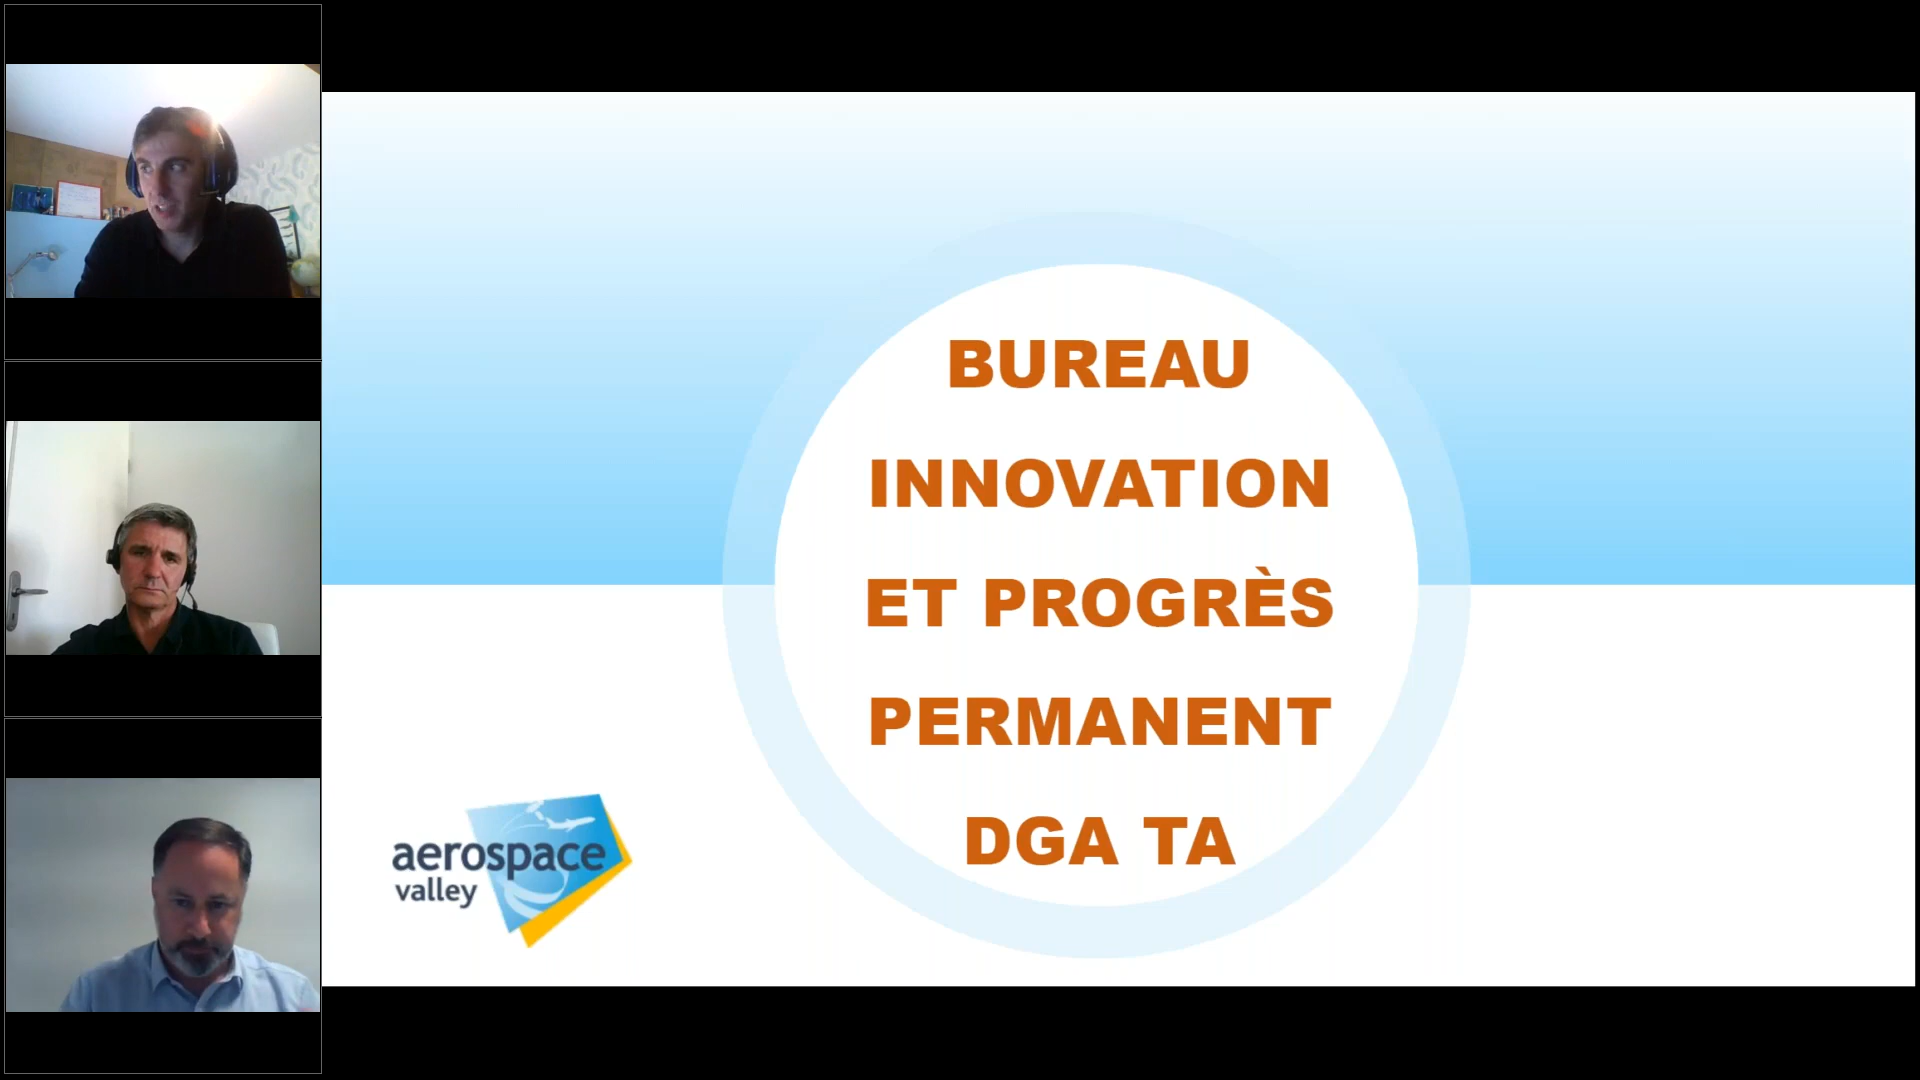 BUREAU
INNOVATION
ET PROGRÈS
PERMANENT
DGA TA
aerospace
valley